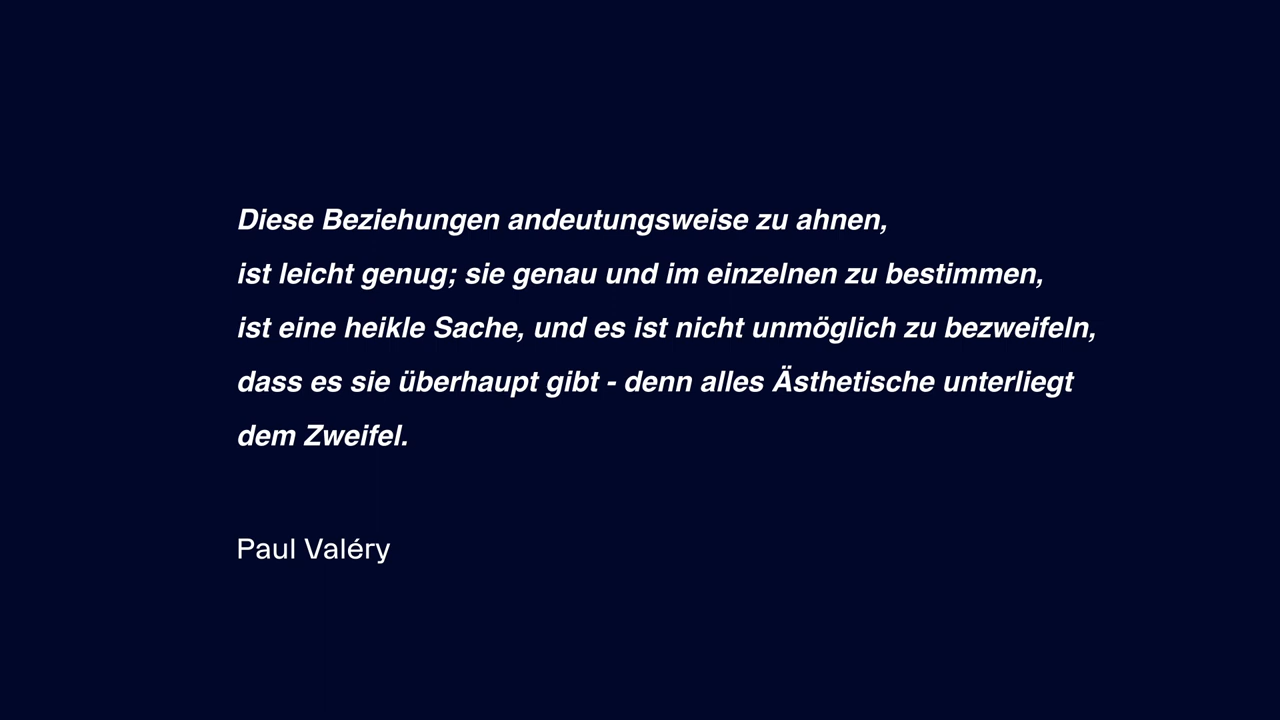 Diese Beziehungen andeutungsweise zu ahnen,
ist leicht genug; sie genau und im einzelnen zu bestimmen,
ist eine heikle Sache, und es ist nicht unmöglich zu bezweifeln,
dass es sie überhaupt gibt - denn alles Ästhetische unterliegt
dem Zweifel.
Paul Valéry